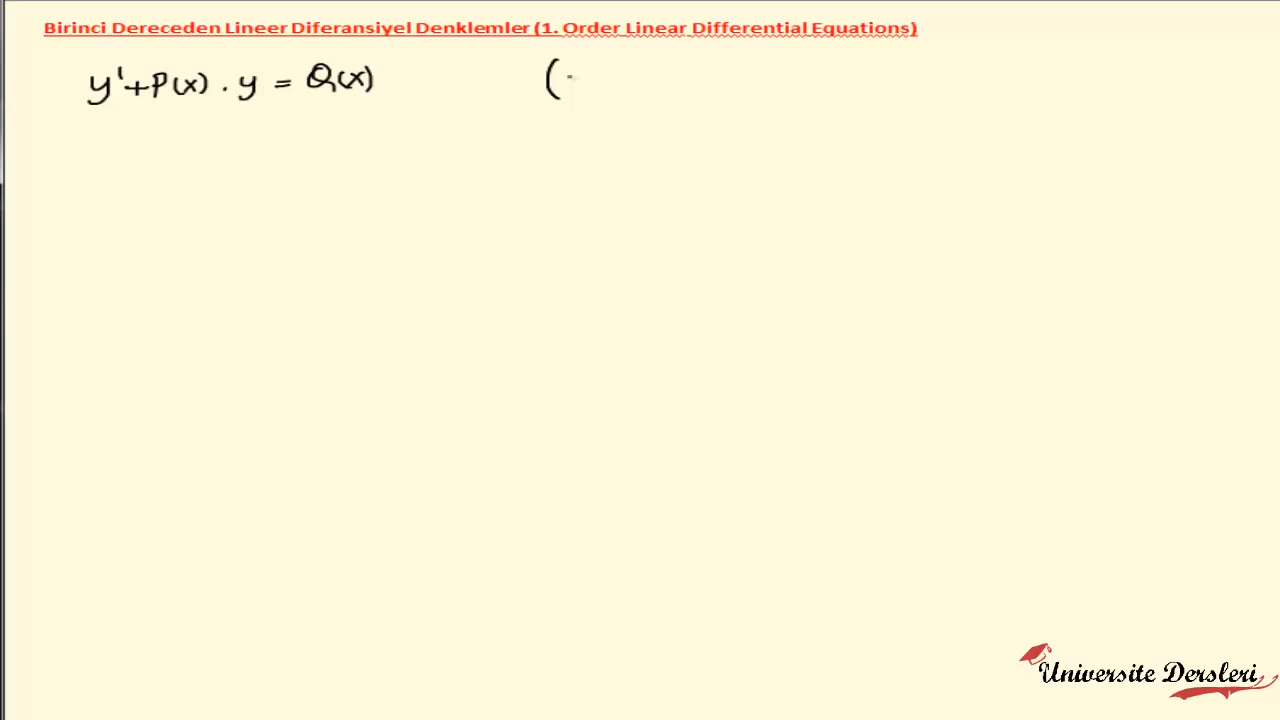 Birinci Dereceden Lineer Diferansiyel Denklemler (1. Order Linear Differential Equations)
y'+P(x) . y = Q(x) (
Universite Dersleri